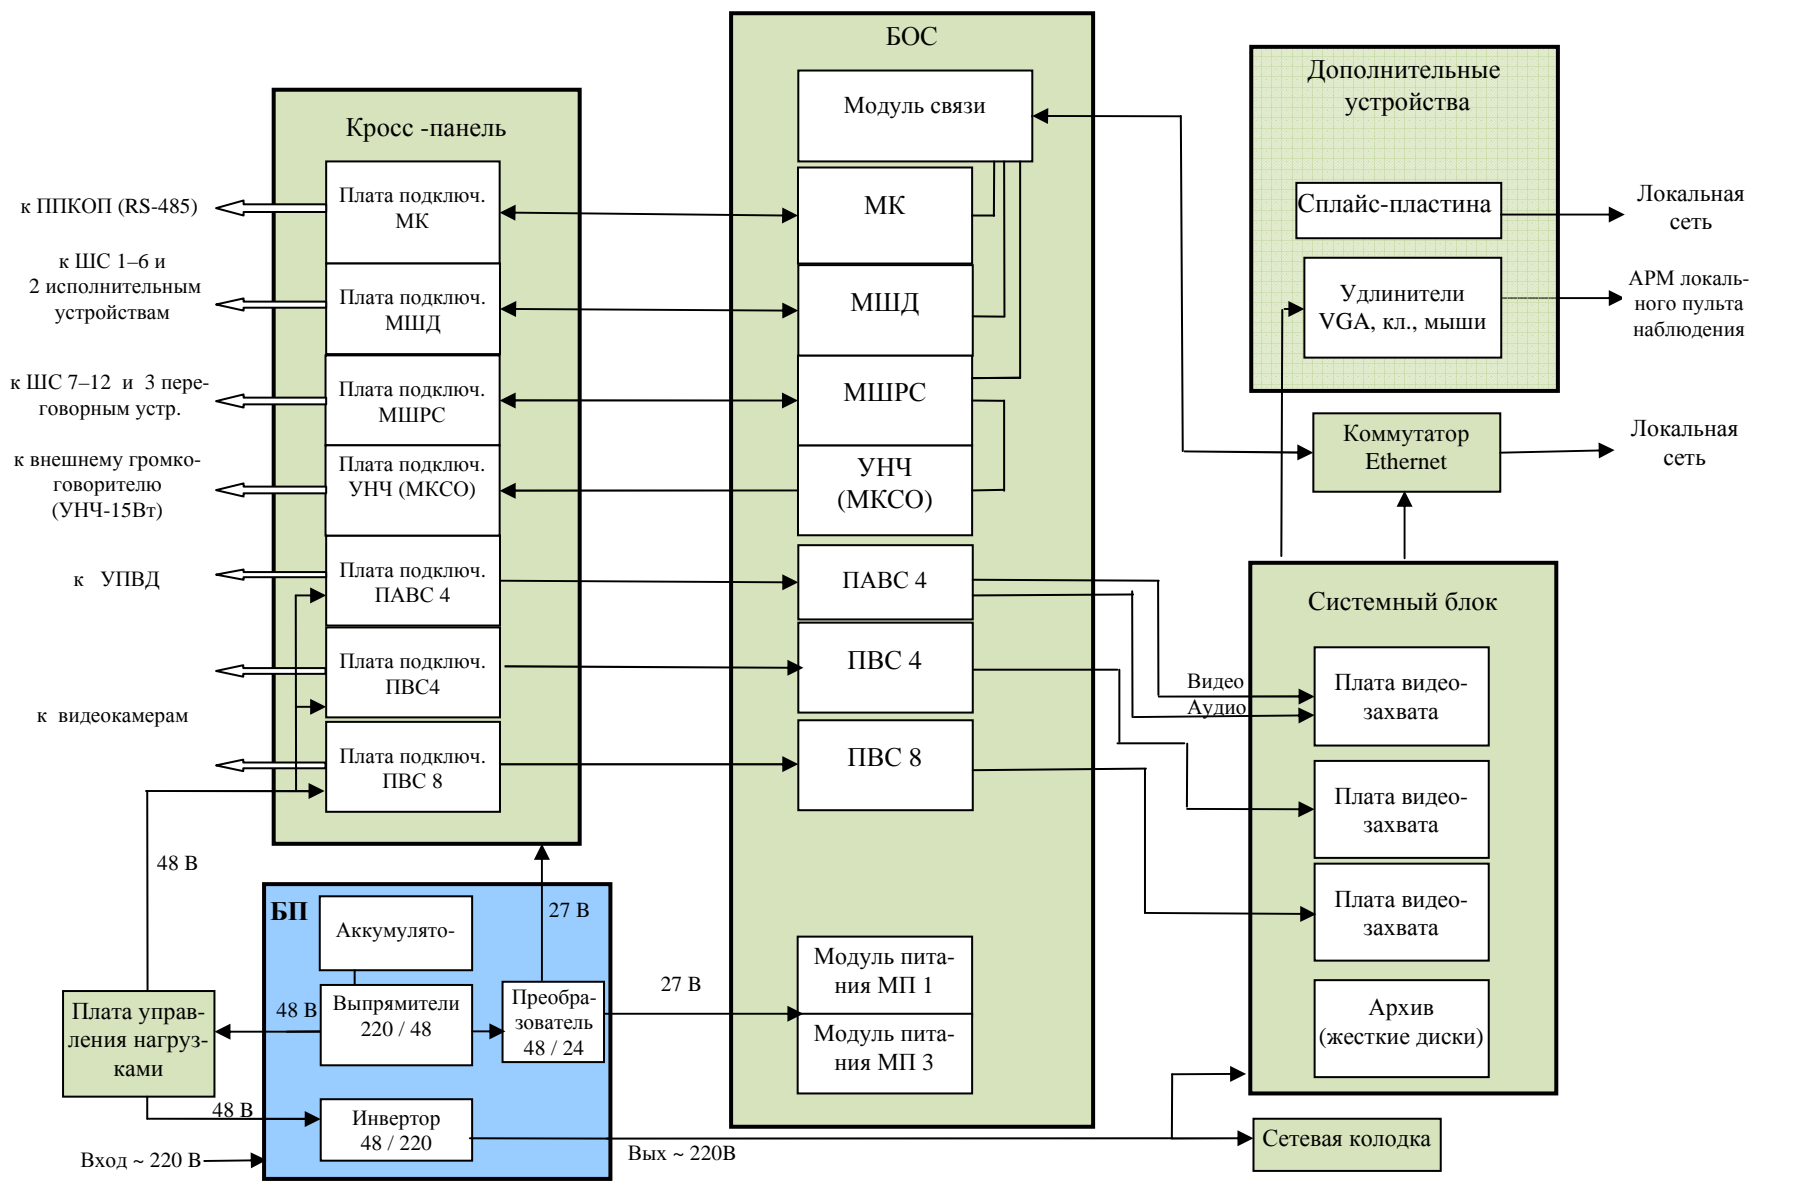 к ППКОП (RS-485)
к ШС 1–6 и
2 исполнительным
устройствам
к ШС 7–12 и 3 пере-
говорным устр.
к внешнему громко-
говорителю
(УНЧ-15Вт)
к УПВД
к видеокамерам
Кросс -панель
Плата подключ.
МК
Плата подключ.
МШД
Плата подключ.
МШРС
Плата подключ.
УНЧ (МКСО)
Плата подключ.
ПАВС 4
Плата подключ.
ПВС4
Плата подключ.
ПВС 8
БОС
Модуль связи
МК
МШД
МШРС
УНЧ
(МКСО)
ПАВС 4
ПВС 4
ПВС 8
Модуль пита-
ния МП 1
Модуль пита-
ния МП 3
Дополнительные
устройства
Сплайс-пластина
Удлинители
VGA, кл., мыши
Локальная
сеть
АРМ локаль-
ного пульта
наблюдения
Коммутатор
Ethernet
Локальная
сеть
Системный блок
Видео
Аудио
Плата видео-
захвата
Плата видео-
захвата
Плата видео-
захвата
Архив
(жесткие диски)
Сетевая колодка
48 В
БП
Аккумулято-
27 В
Выпрямители
220 / 48
Преобра-
зователь
48 / 24
27 В
48 В
Плата управ-
ления нагруз-
ками
48 В
Инвертор
48 / 220
Вход ~ 220 В
Вых ~ 220В